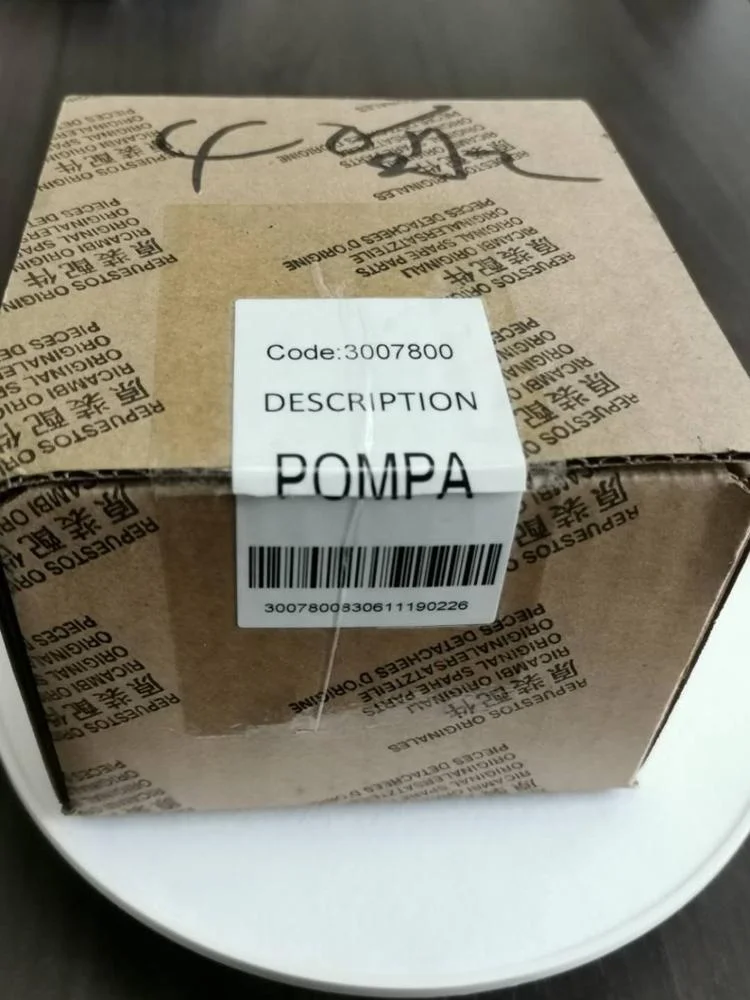 Code:3007800
DESCRIPTION
POMPA
3007800830611190226
REPUESTOS ORIGINALES
原装配件
RICAMBI ORIGINALI
ORIGINAL SPARE PARTS
ORIGINALERSATZTEILE
PIECES DETACHEES D'ORIGINE